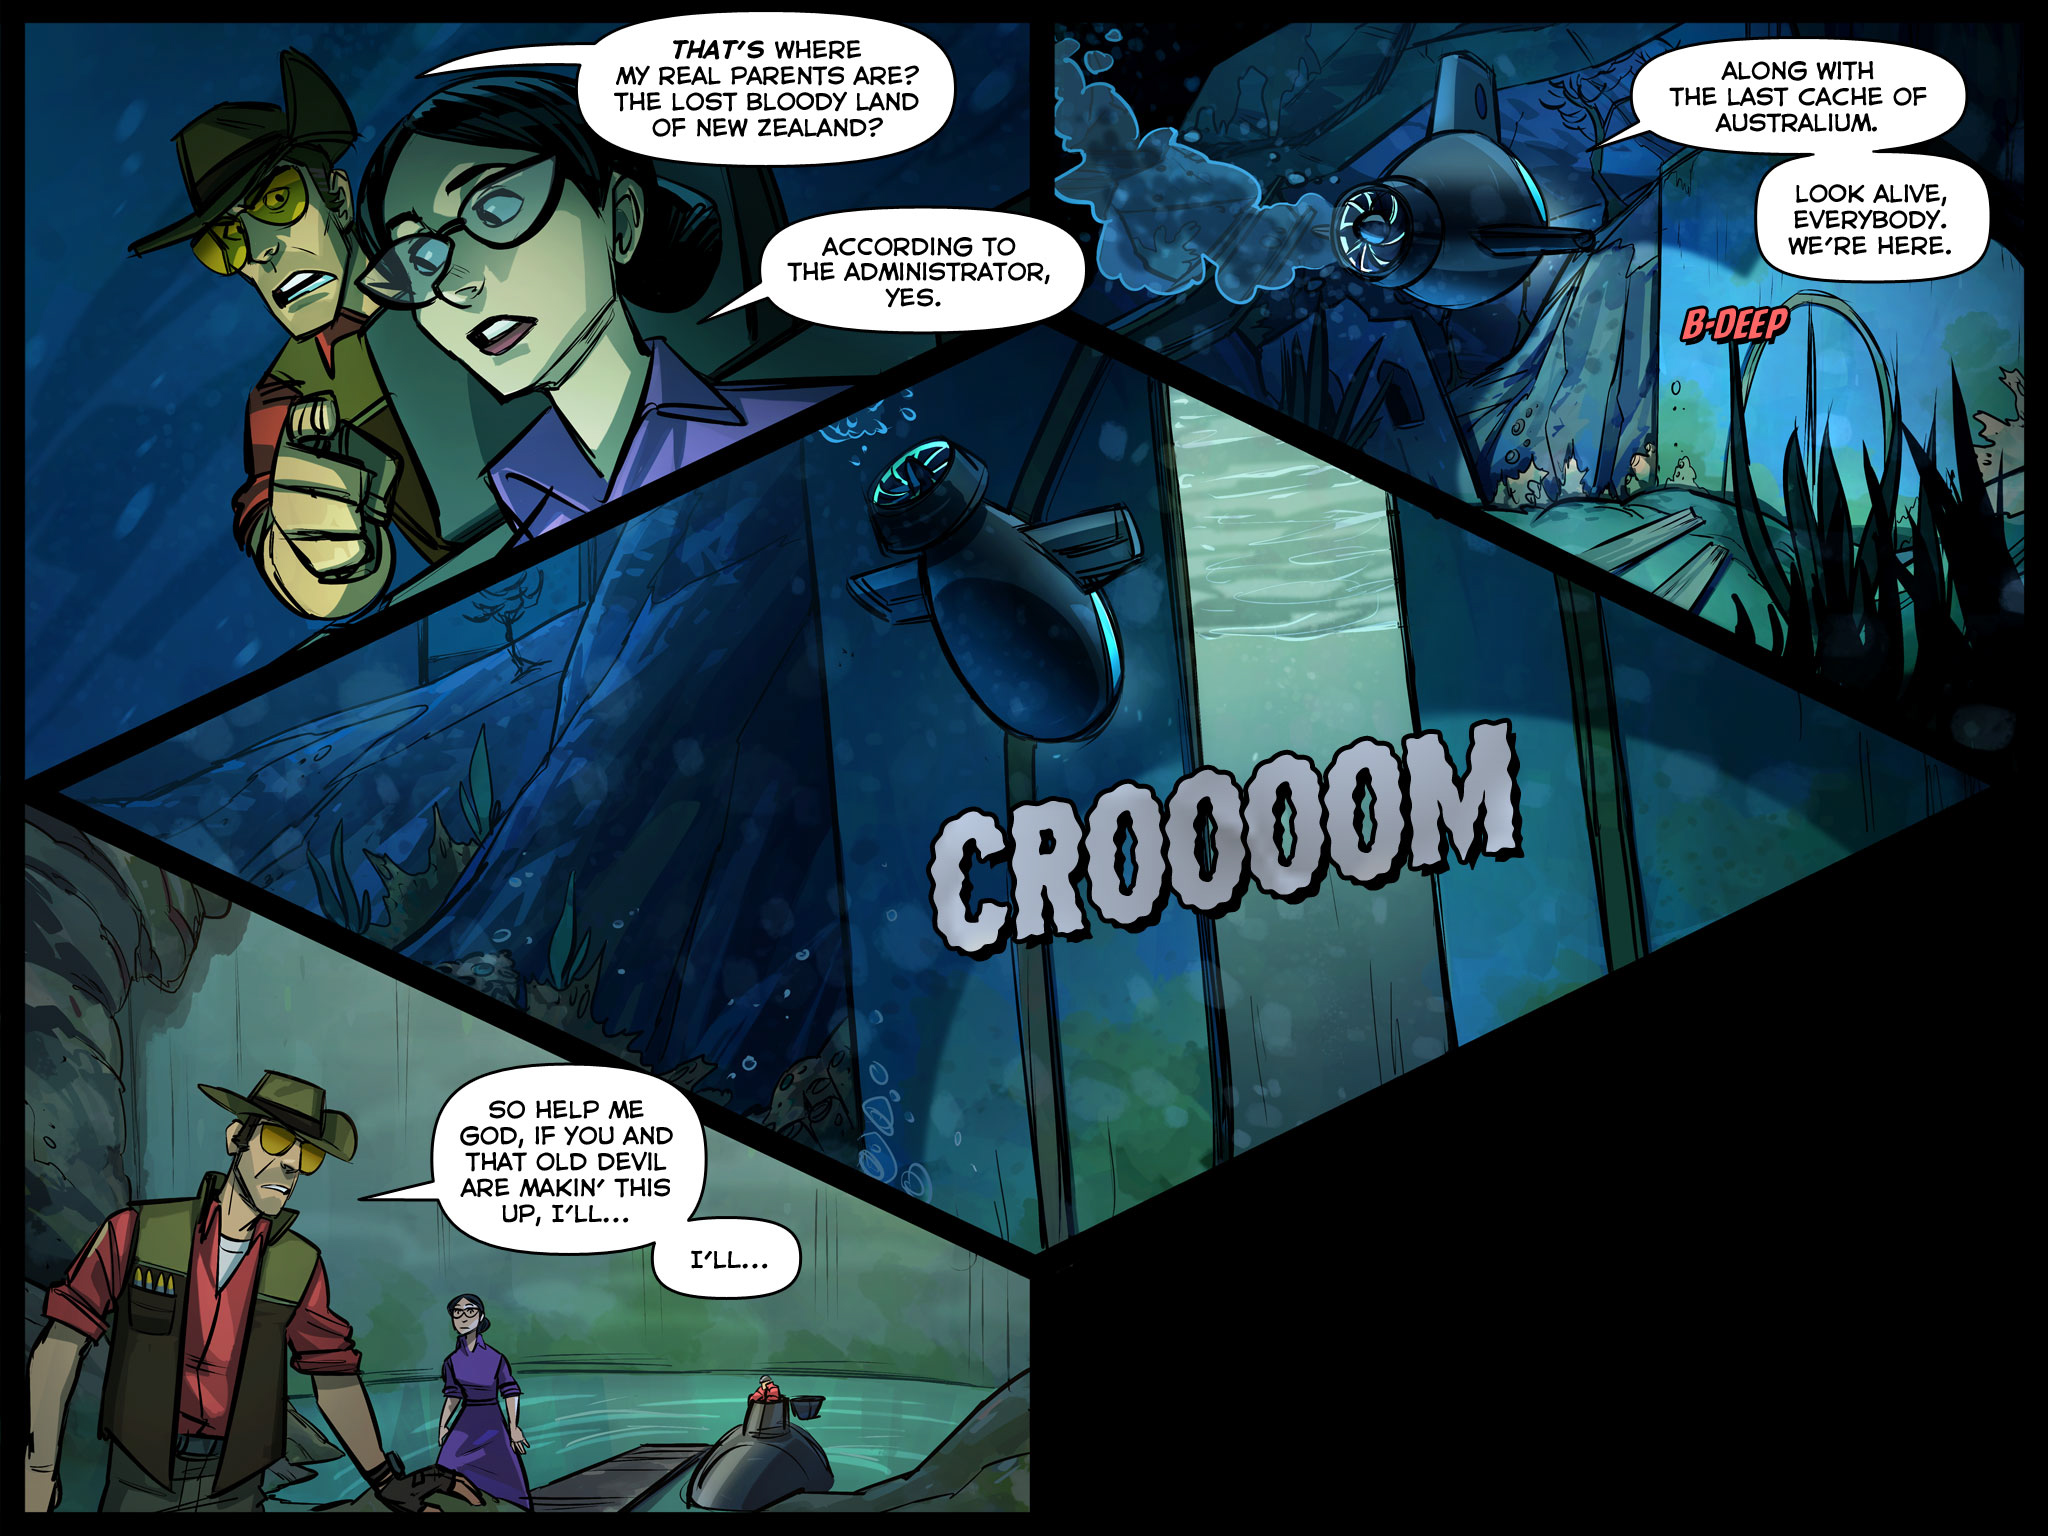 THAT'S WHERE
MY REAL PARENTS ARE?
THE LOST BLOODY LAND
OF NEW ZEALAND?
ACCORDING TO
THE ADMINISTRATOR,
YES.
ALONG WITH
THE LAST CACHE OF
AUSTRALIUM.
LOOK ALIVE,
EVERYBODY.
WE'RE HERE.
B-DEEP
CROOOOM
SO HELP ME
GOD, IF YOU AND
THAT OLD DEVIL
ARE MAKIN' THIS
UP, I'LL...
I'LL...